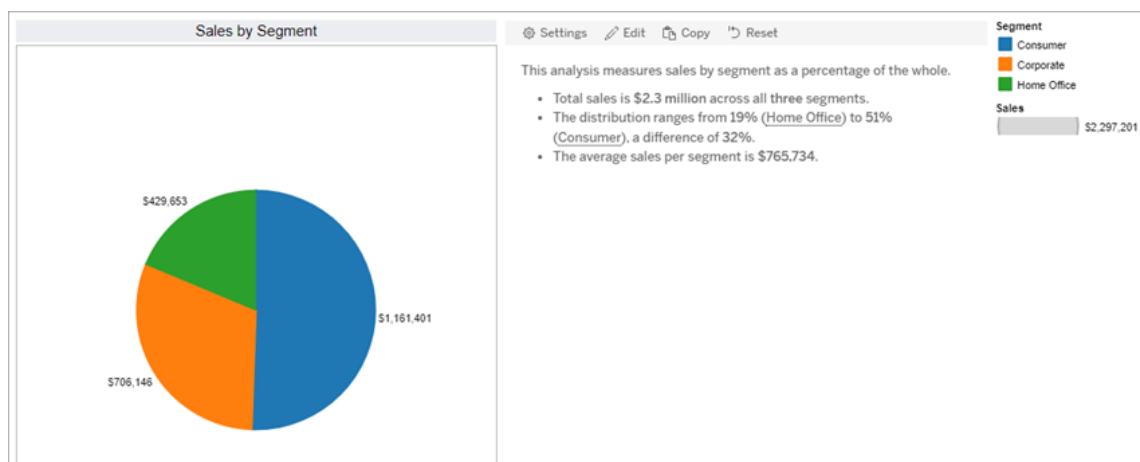 Sales by Segment
$429,653
$1,161,401
$706,146
Settings Edit Copy Reset
This analysis measures sales by segment as a percentage of the whole.
• Total sales is $2.3 million across all three segments.
• The distribution ranges from 19% (Home Office) to 51%
(Consumer), a difference of 32%.
• The average sales per segment is $765,734.
Segment
Consumer
Corporate
Home Office
Sales
$2,297,201